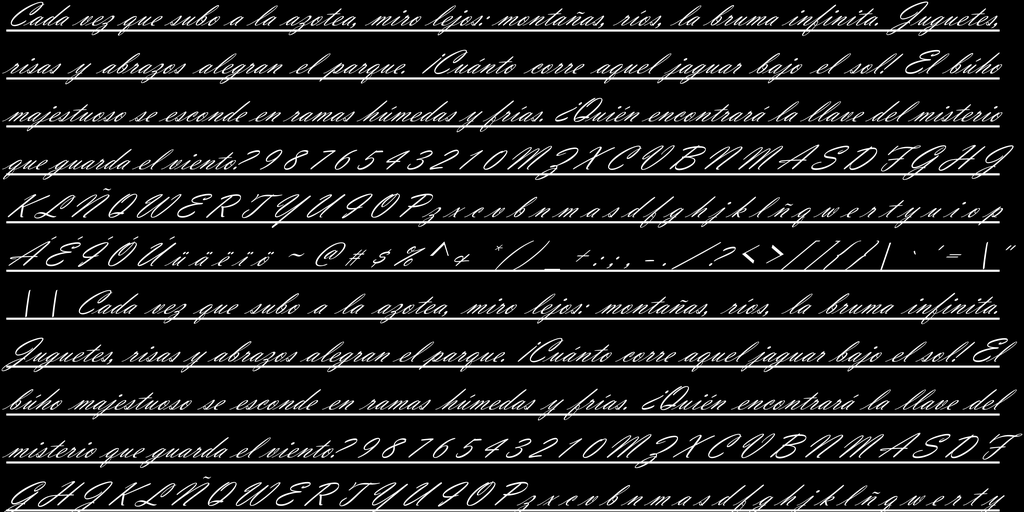 Cada vez que subo a la azotea, miro lejos: montañas, ríos, la bruma infinita. Juguetes,
risas y abrazos alegran el parque. ¡Cuánto corre aquel jaguar bajo el sol! El búho
majestuoso se esconde en ramas húmedas y frías. ¿Quién encontrará la llave del misterio
que guarda el viento? 9 8 7 6 5 4 3 2 1 0 M Z X C V B N M A S D F G H J
K L Ñ Q W E R T Y U I O P z x c v b n m a s d f g h j k l ñ q w e r t y u i o p
Á É Í Ó Ú ü ä ë ï ö ~ @ # $ % ^ & * ( ) _ + : ; , - . / ? < > [ ] { } | ` ' = | "
| | Cada vez que subo a la azotea, miro lejos: montañas, ríos, la bruma infinita.
Juguetes, risas y abrazos alegran el parque. ¡Cuánto corre aquel jaguar bajo el sol! El
búho majestuoso se esconde en ramas húmedas y frías. ¿Quién encontrará la llave del
misterio que guarda el viento? 9 8 7 6 5 4 3 2 1 0 M Z X C V B N M A S D F
G H J K L Ñ Q W E R T Y U I O P z x c v b n m a s d f g h j k l ñ q w e r t y